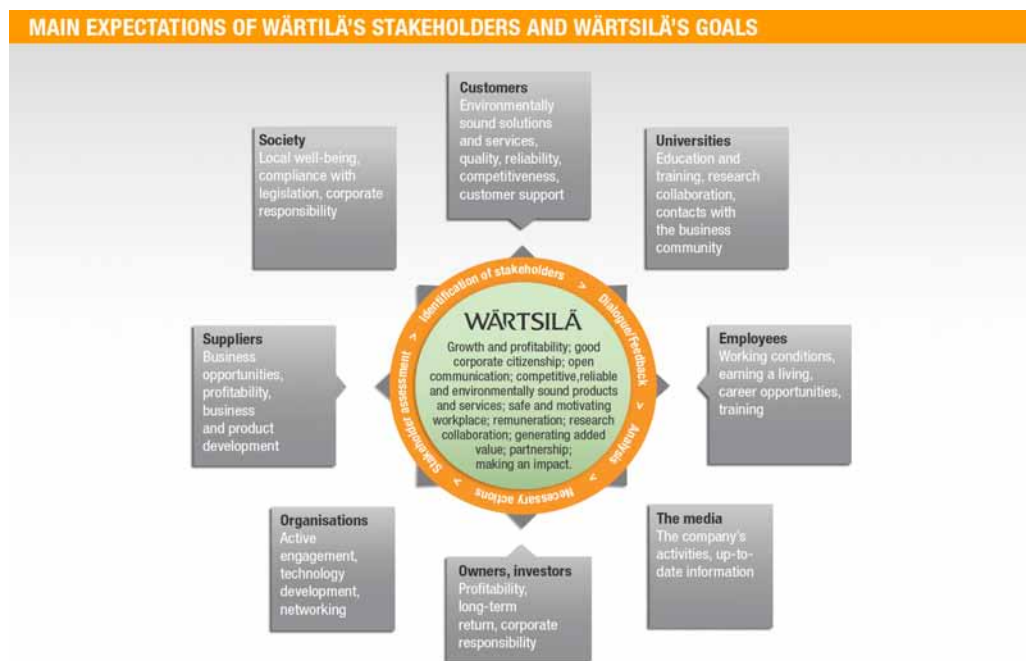 MAIN EXPECTATIONS OF WÄRTILÄ'S STAKEHOLDERS AND WÄRTSILÄ'S GOALS
Customers
Environmentally
sound solutions
and services,
quality, reliability,
competitiveness,
customer support
Society
Local well-being,
compliance with
legislation, corporate
responsibility
Universities
Education and
training, research
collaboration,
contacts with
the business
community
Identification of stakeholders > Dialogue/Feedback > Analysis > Necessary actions > Stakeholder assessment >
WÄRTSILÄ
Growth and profitability; good
corporate citizenship; open
communication; competitive,reliable
and environmentally sound products
and services; safe and motivating
workplace; remuneration; research
collaboration; generating added
value; partnership;
making an impact.
Suppliers
Business
opportunities,
profitability,
business
and product
development
Employees
Working conditions,
earning a living,
career opportunities,
training
Organisations
Active
engagement,
technology
development,
networking
Owners, investors
Profitability,
long-term
return, corporate
responsibility
The media
The company's
activities, up-to-
date information